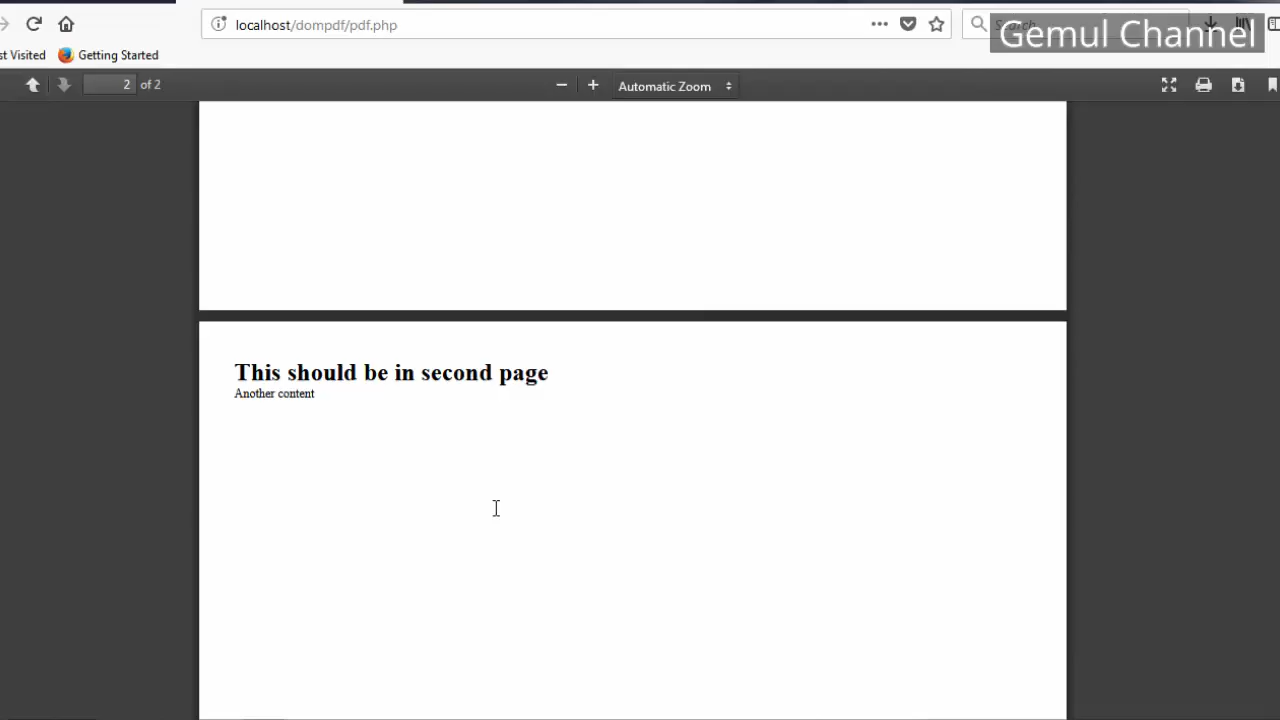 localhost/dompdf/pdf.php
Search
Gemul Channel
st Visited
Getting Started
2 of 2
Automatic Zoom
This should be in second page
Another content